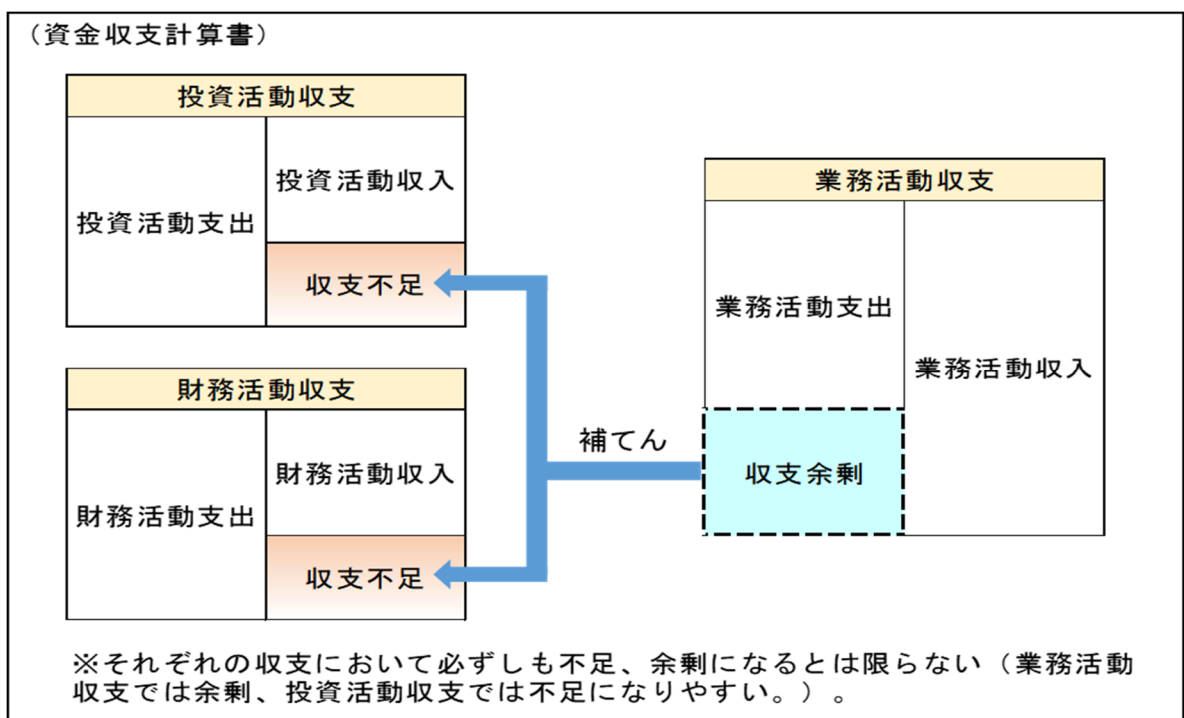 （資金収支計算書）
投資活動収支
投資活動支出
投資活動収入
収支不足
財務活動収支
財務活動支出
財務活動収入
収支不足
補てん
業務活動収支
業務活動支出
収支余剰
業務活動収入
※それぞれの収支において必ずしも不足、余剰になるとは限らない（業務活動
収支では余剰、投資活動収支では不足になりやすい。）。